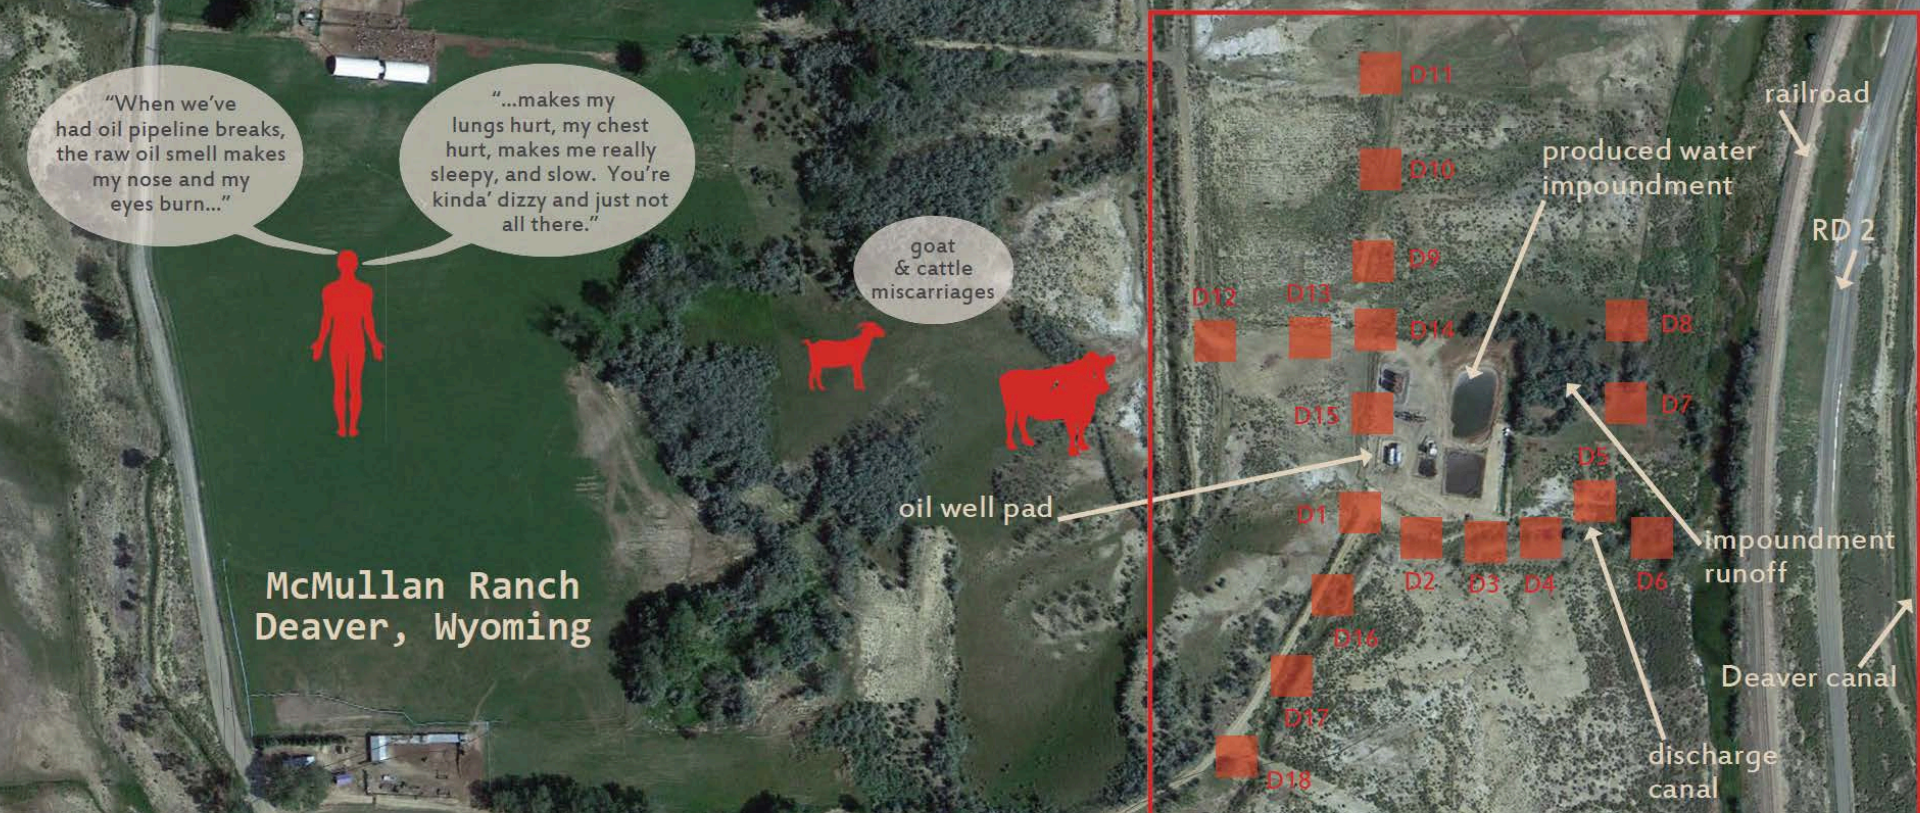 “When we’ve
had oil pipeline breaks,
the raw oil smell makes
my nose and my
eyes burn...”
“...makes my
lungs hurt, my chest
hurt, makes me really
sleepy, and slow.  You’re
kinda’ dizzy and just not
all there.”
goat
& cattle
miscarriages
McMullan Ranch
Deaver, Wyoming
oil well pad
D11
D10
D9
D12
D13
D14
D15
D8
D7
D5
D1
D2
D3
D4
D6
D16
D17
D18
produced water
impoundment
railroad
RD 2
impoundment
runoff
Deaver canal
discharge
canal